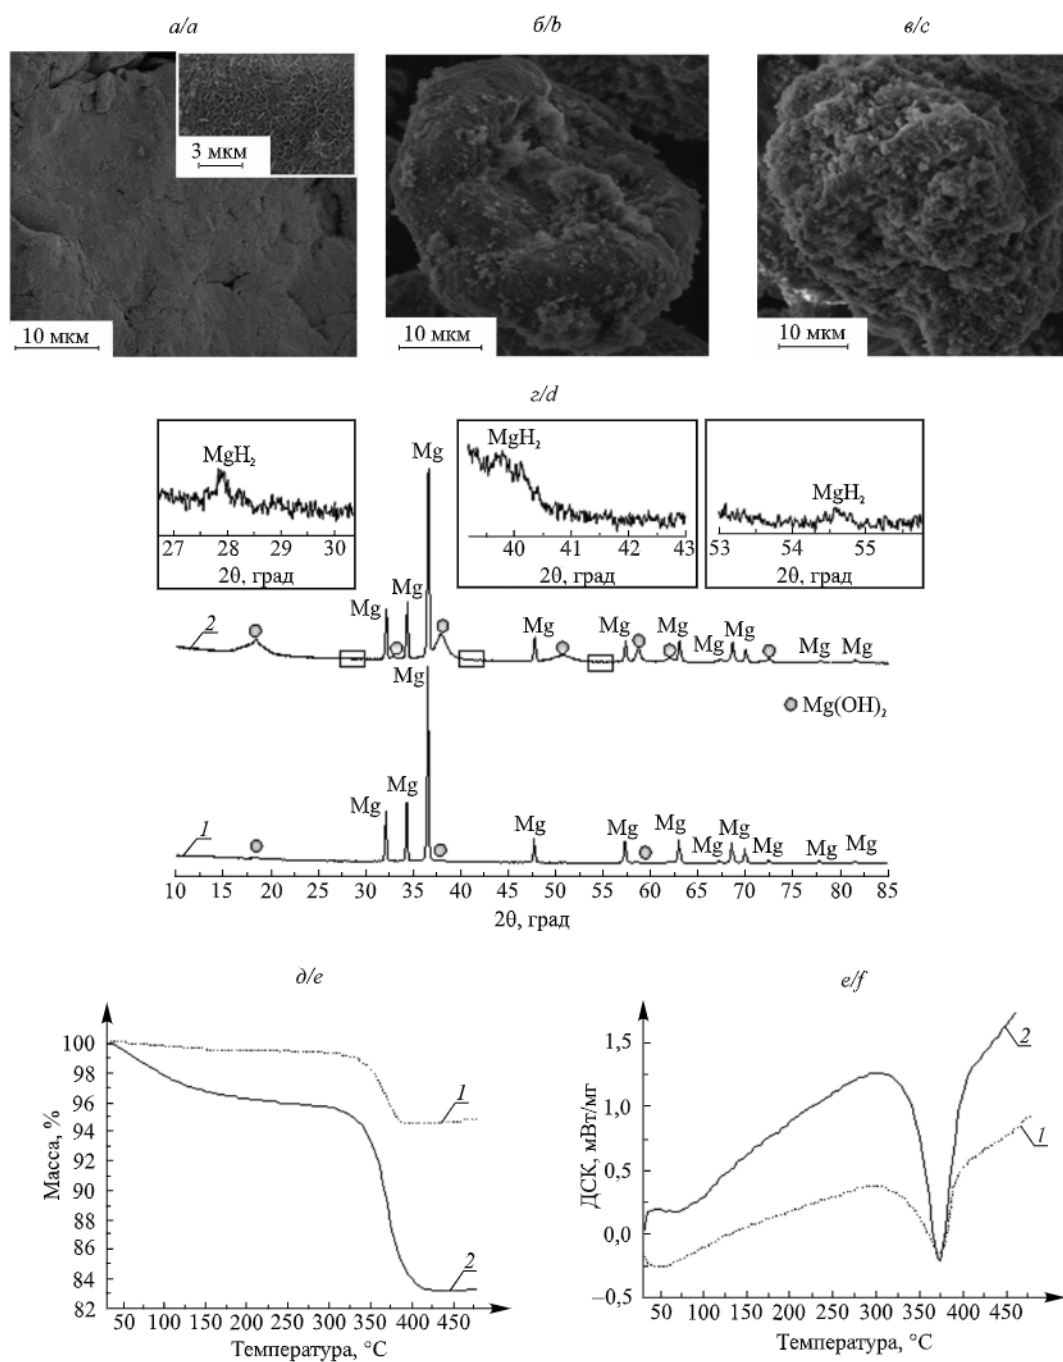 а/a
б/b
в/c
3 мкм
10 мкм
10 мкм
10 мкм
г/d
MgH₂
27 28 29 30
2θ, град
Mg
MgH₂
40 41 42 43
2θ, град
MgH₂
53 54 55
2θ, град
2
Mg
Mg
Mg
Mg
Mg
Mg
Mg
Mg
Mg
Mg
Mg(OH)₂
1
Mg
Mg
Mg
Mg
Mg
Mg
Mg
Mg
Mg
Mg
Mg
10 15 20 25 30 35 40 45 50 55 60 65 70 75 80 85
2θ, град
д/e
Масса, %
100
98
96
94
92
90
88
86
84
82
1
2
50 100 150 200 250 300 350 400 450
Температура, °C
е/f
ДСК, мВт/мг
1,5
1,0
0,5
0,0
–0,5
2
1
50 100 150 200 250 300 350 400 450
Температура, °C